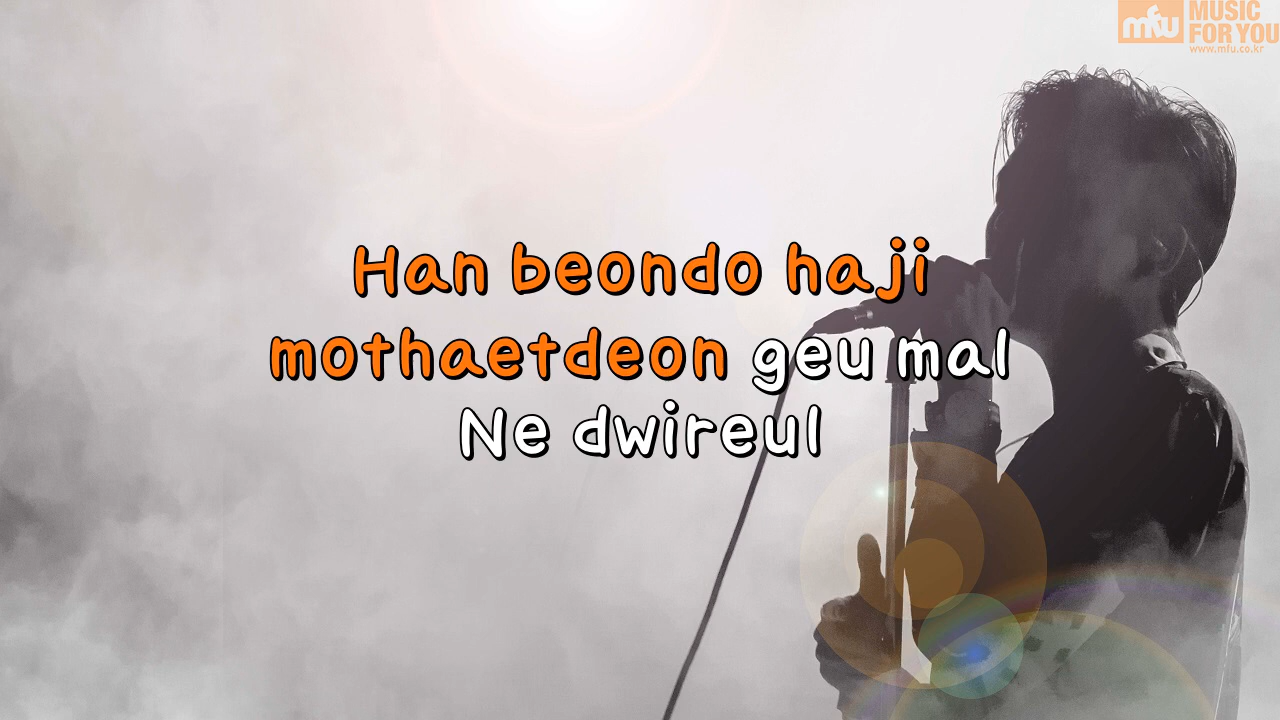 mfu MUSIC
FOR YOU
www.mfu.co.kr
Han beondo haji
mothaetdeon geu mal
Ne dwireul